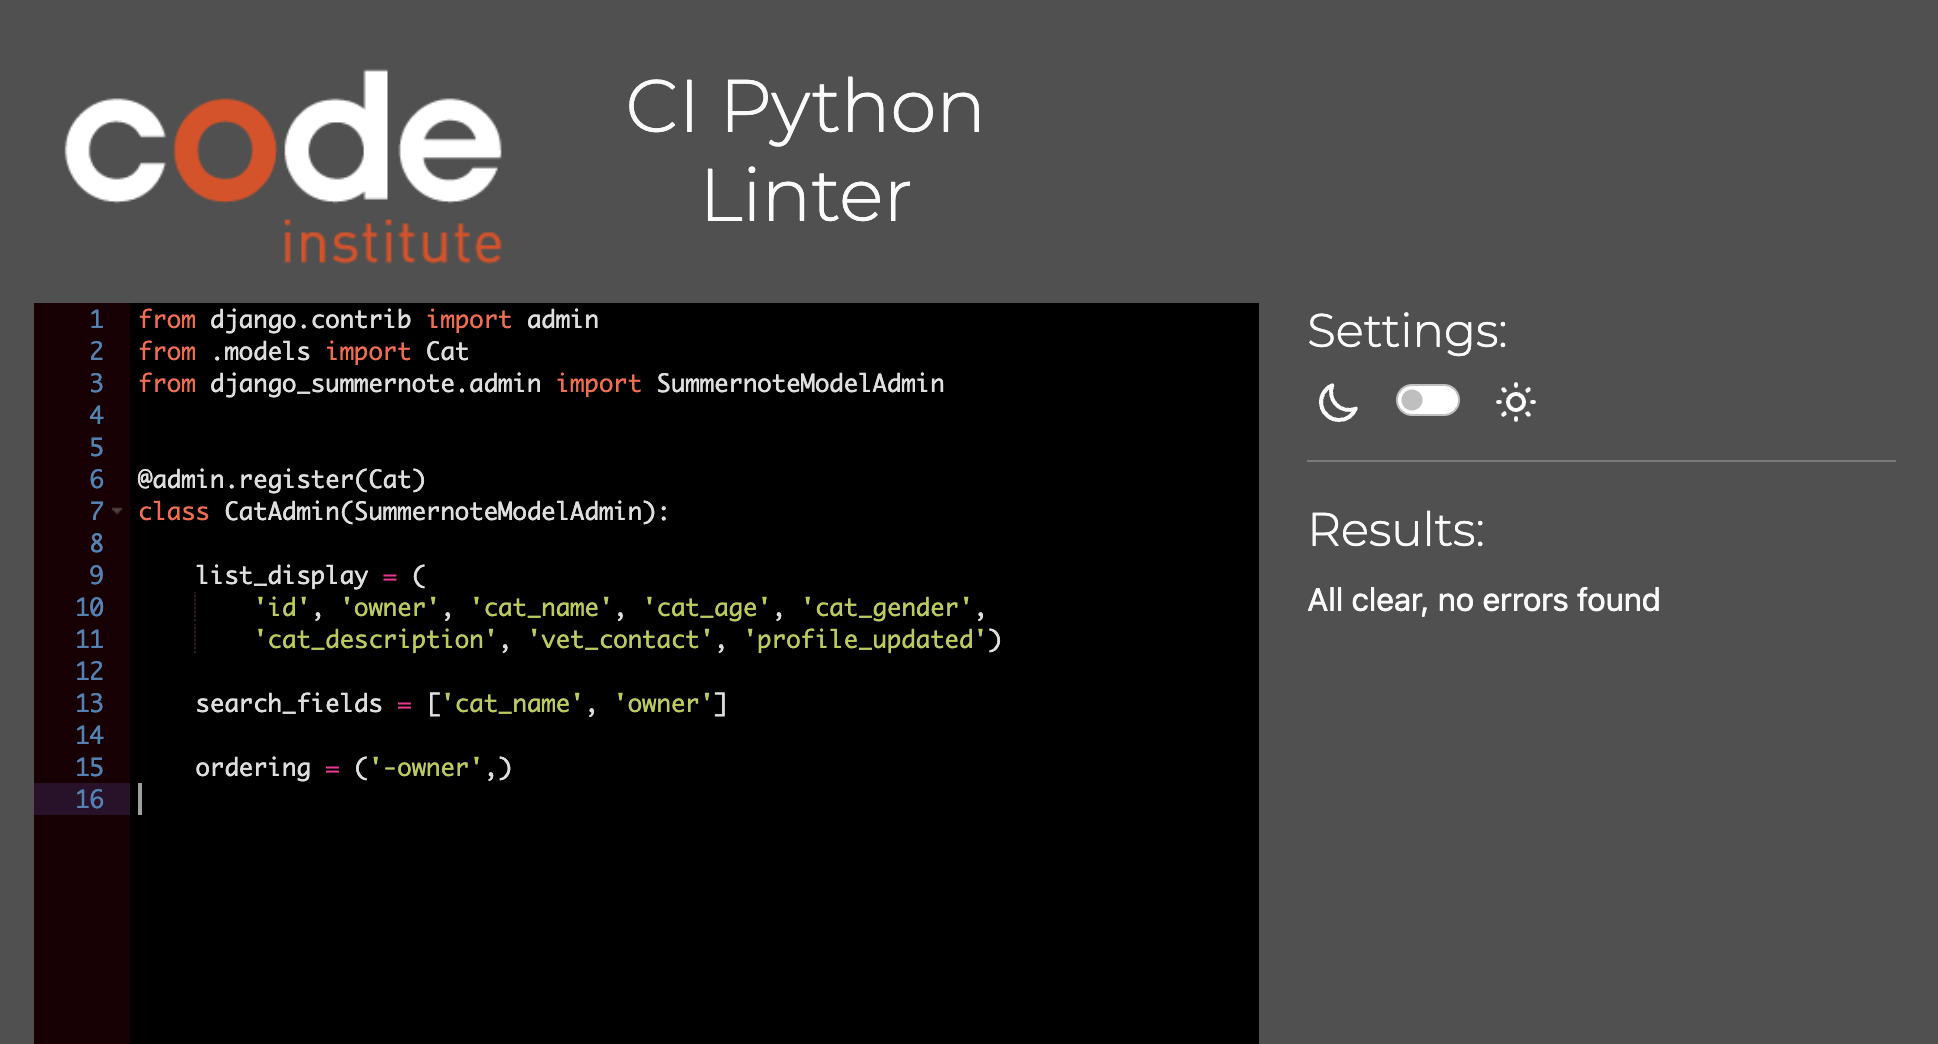 code
institute
CI Python
Linter
1 from django.contrib import admin
2 from .models import Cat
3 from django_summernote.admin import SummernoteModelAdmin
4
5
6 @admin.register(Cat)
7 class CatAdmin(SummernoteModelAdmin):
8
9     list_display = (
10         'id', 'owner', 'cat_name', 'cat_age', 'cat_gender',
11         'cat_description', 'vet_contact', 'profile_updated')
12
13     search_fields = ['cat_name', 'owner']
14
15     ordering = ('-owner',)
16
Settings:
Results:
All clear, no errors found